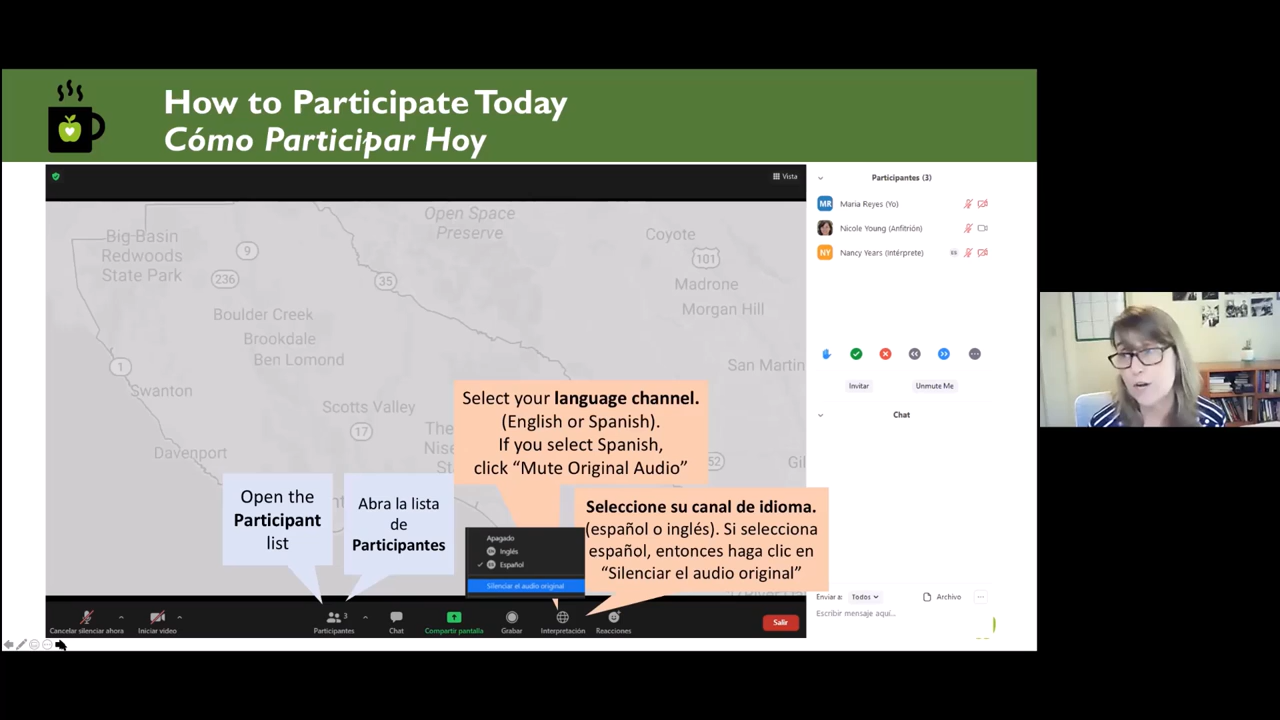 How to Participate Today
Cómo Participar Hoy
Vista
Participantes (3)
MR Maria Reyes (Yo)
Nicole Young (Anfitrión)
NY Nancy Years (Intérprete)
Open Space
Preserve
Big Basin
Redwoods
State Park
9
236
35
Coyote
101
Madrone
Morgan Hill
Boulder Creek
Brookdale
Ben Lomond
1
San Martin
Swanton
Scotts Valley
17
The
Davenport
52
Invitar
Unmute Me
Chat
Select your language channel.
(English or Spanish).
If you select Spanish,
click “Mute Original Audio”
Open the
Participant
list
Abra la lista
de
Participantes
Seleccione su canal de idioma.
(español o inglés). Si selecciona
español, entonces haga clic en
“Silenciar el audio original”
Apagado
Inglés
Español
Silenciar el audio original
Enviar a: Todos
Archivo
Escribir mensaje aquí...
Cancelar silenciar ahora
Iniciar video
3
Participantes
Chat
Compartir pantalla
Grabar
Interpretación
Reacciones
Salir